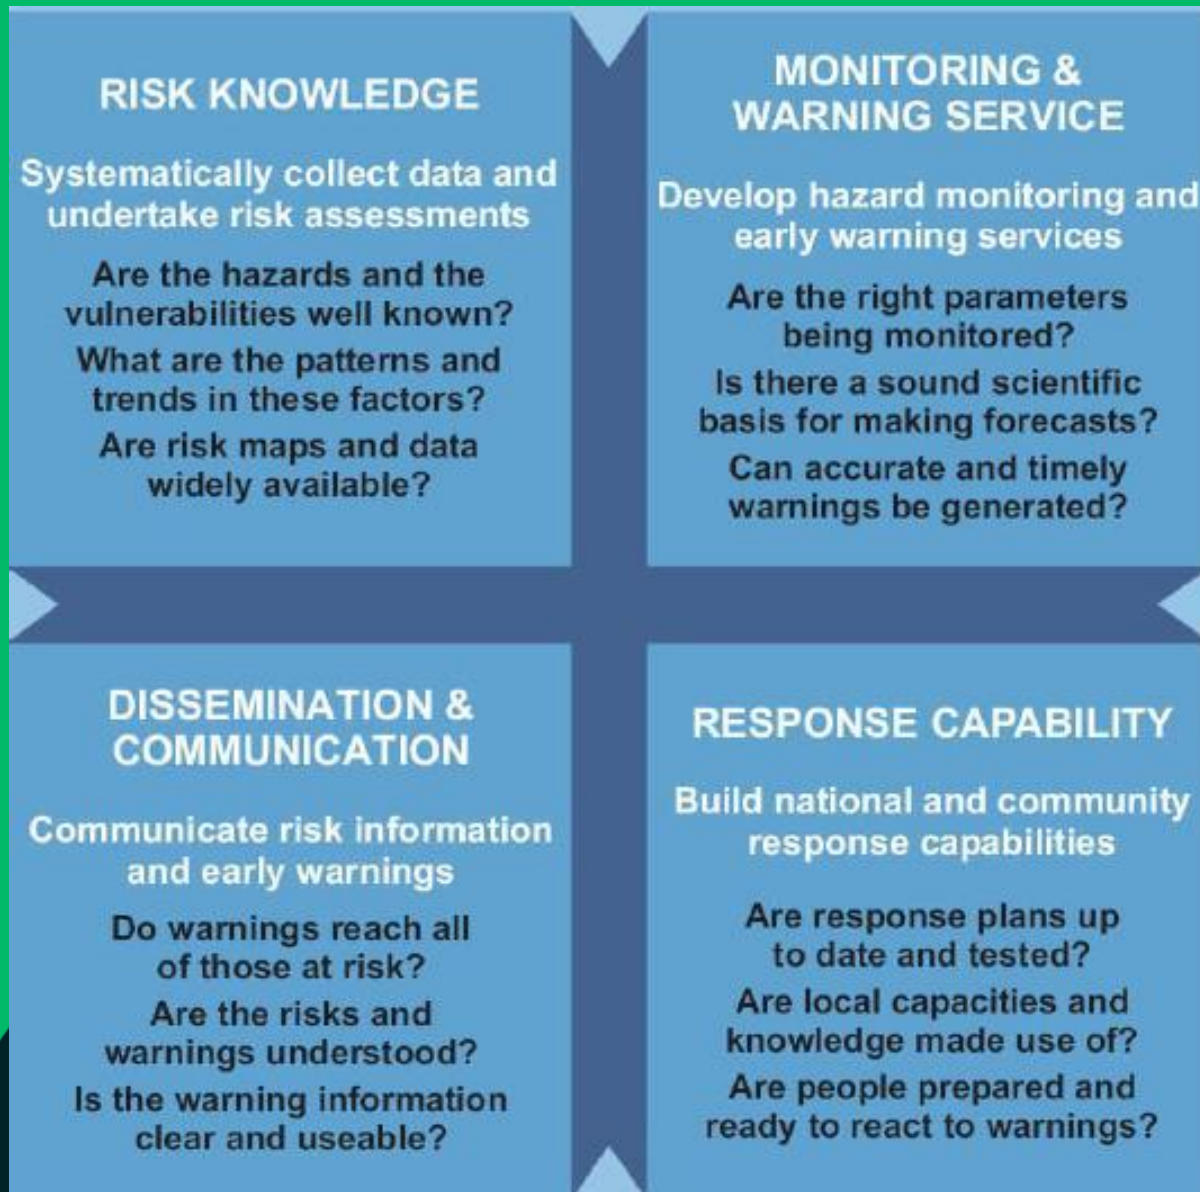 RISK KNOWLEDGE
Systematically collect data and
undertake risk assessments
Are the hazards and the
vulnerabilities well known?
What are the patterns and
trends in these factors?
Are risk maps and data
widely available?
MONITORING &
WARNING SERVICE
Develop hazard monitoring and
early warning services
Are the right parameters
being monitored?
Is there a sound scientific
basis for making forecasts?
Can accurate and timely
warnings be generated?
DISSEMINATION &
COMMUNICATION
Communicate risk information
and early warnings
Do warnings reach all
of those at risk?
Are the risks and
warnings understood?
Is the warning information
clear and useable?
RESPONSE CAPABILITY
Build national and community
response capabilities
Are response plans up
to date and tested?
Are local capacities and
knowledge made use of?
Are people prepared and
ready to react to warnings?